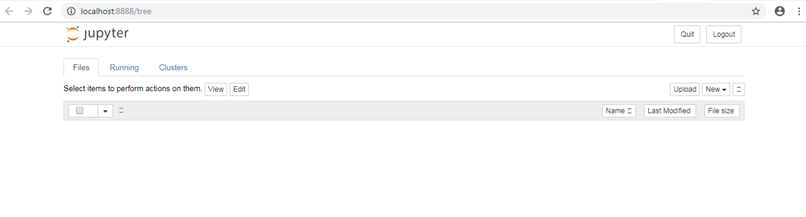 localhost:8888/tree
jupyter
Quit Logout
Files Running Clusters
Select items to perform actions on them. View Edit Upload New
Name Last Modified File size